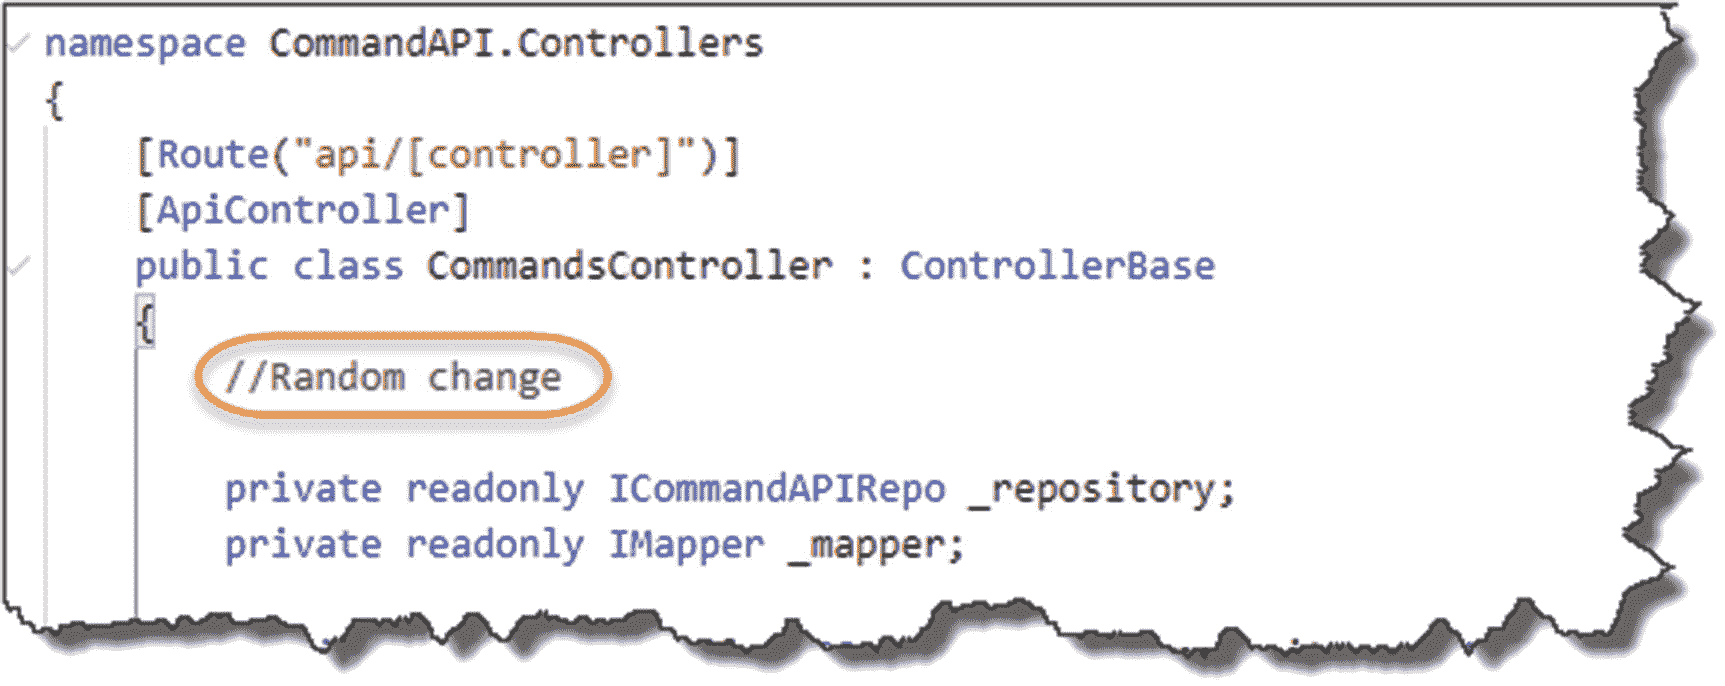 namespace CommandAPI.Controllers
{
[Route("api/[controller]")]
[ApiController]
public class CommandsController : ControllerBase
{
//Random change
private readonly ICommandAPIRepo _repository;
private readonly IMapper _mapper;